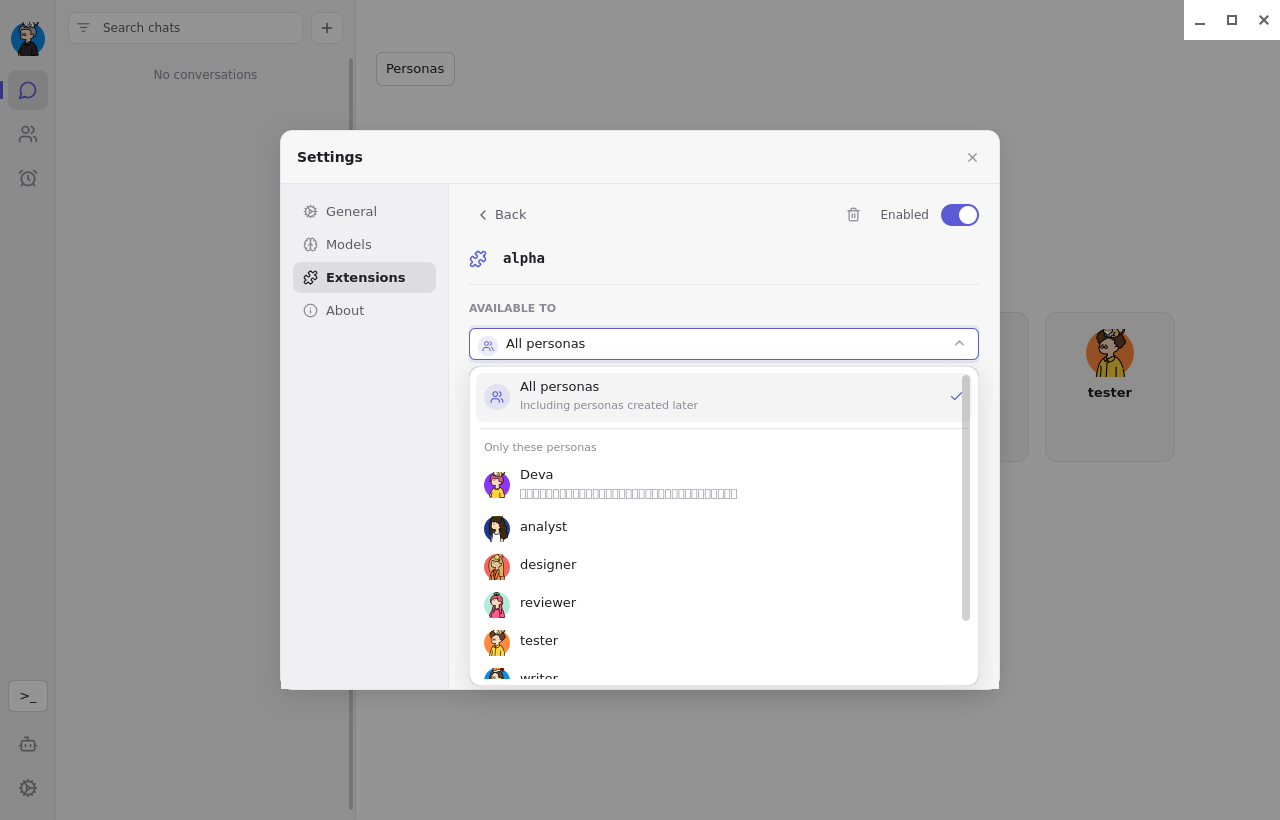 Search chats
No conversations
Personas
Settings
General
Models
Extensions
About
Back
Enabled
alpha
AVAILABLE TO
All personas
All personas
Including personas created later
Only these personas
Deva
analyst
designer
reviewer
tester
writer
tester
>_